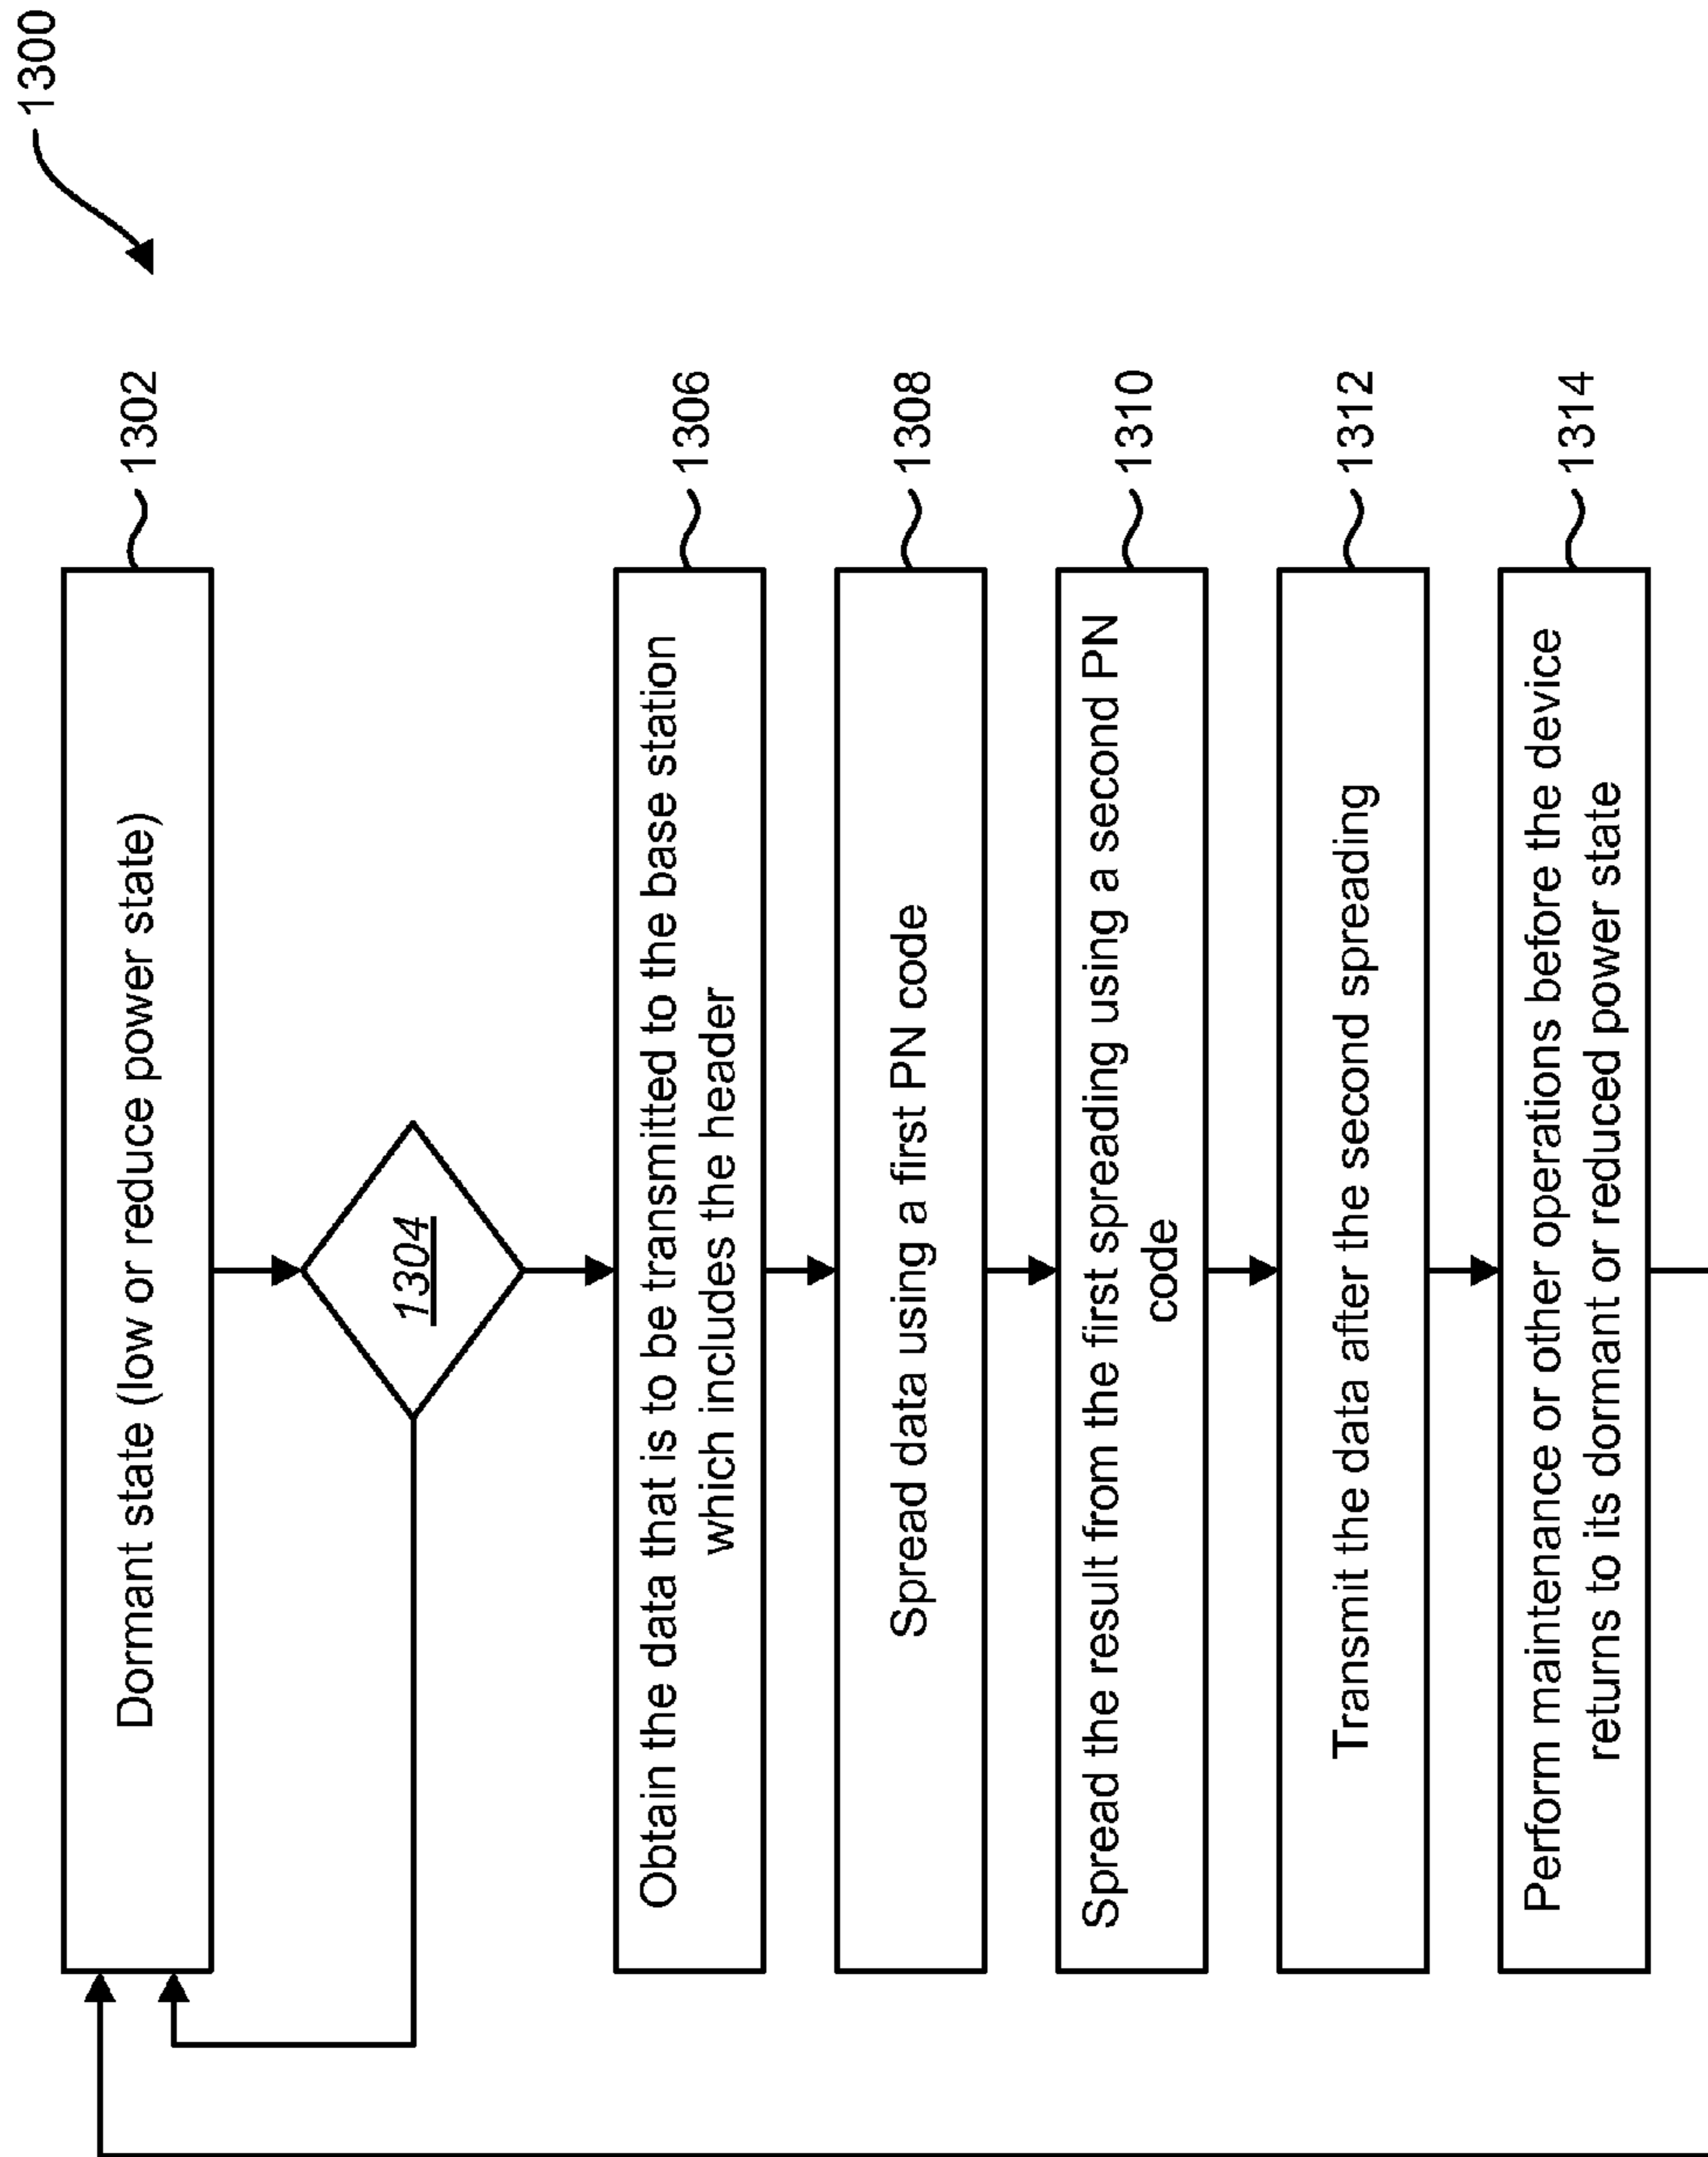 1300
Dormant state (low or reduce power state)
1302
1304
Obtain the data that is to be transmitted to the base station
which includes the header
1306
Spread data using a first PN code
1308
Spread the result from the first spreading using a second PN
code
1310
Transmit the data after the second spreading
1312
Perform maintenance or other operations before the device
returns to its dormant or reduced power state
1314